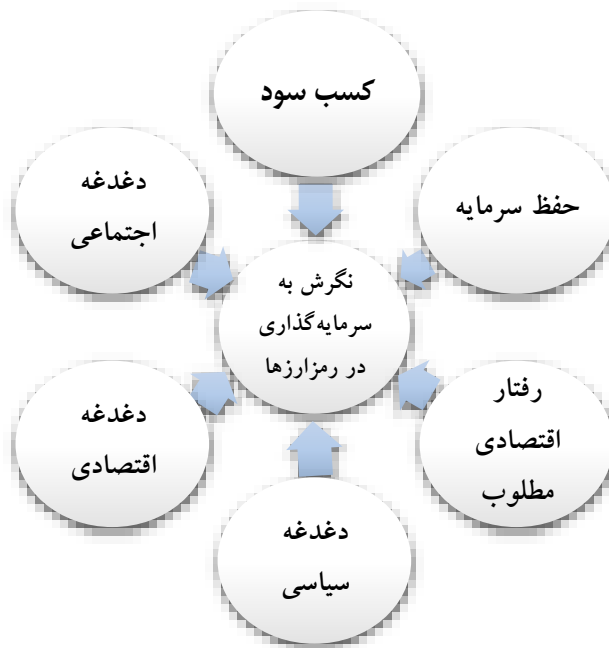 کسب سود
حفظ سرمایه
رفتار
اقتصادی
مطلوب
دغدغه
سیاسی
دغدغه
اقتصادی
دغدغه
اجتماعی
نگرش به
سرمایه‌گذاری
در رمزارزها